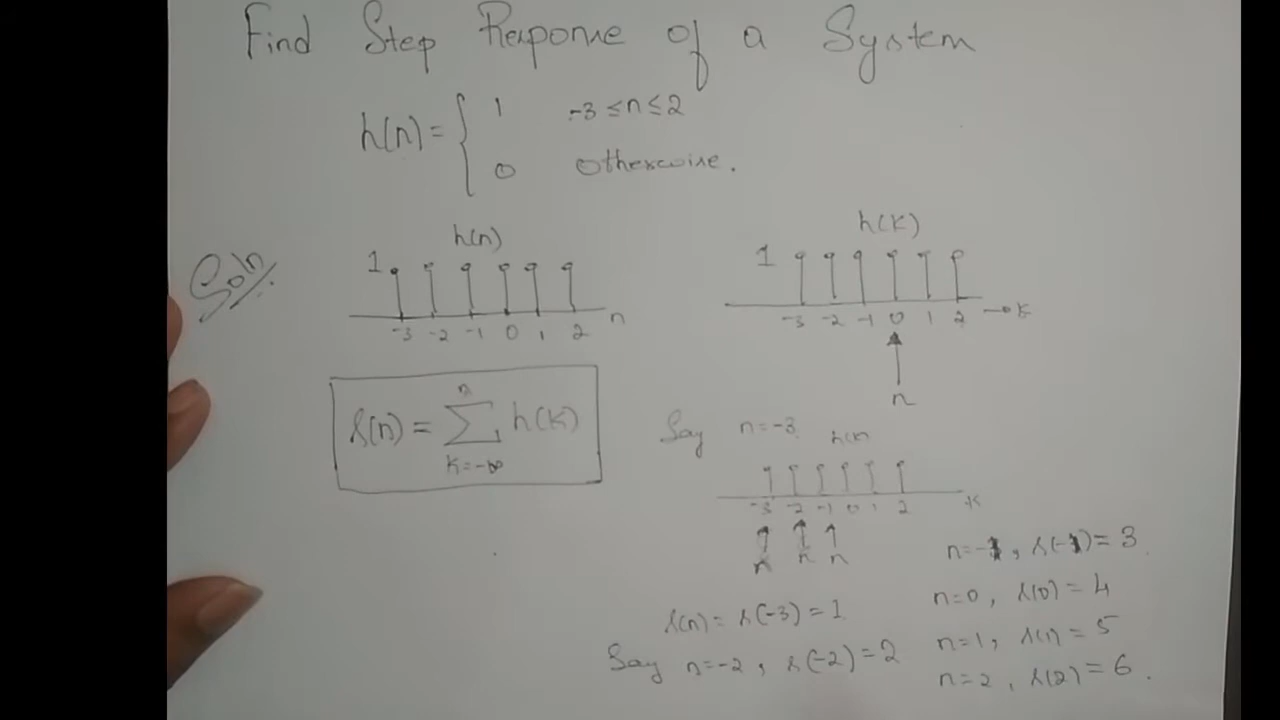 Find Step Response of a System
h(n) = { 1 -3 ≤ n ≤ 2
0 otherwise.
Soln
h(n)
1
-3 -2 -1 0 1 2 n
h(k)
1
-3 -2 -1 0 1 2 → k
n
s(n) = n Σ k=-∞ h(k)
Say n=-3 h(k)
-3 -2 -1 0 1 2 k
n n n
s(n) = s(-3) = 1
Say n=-2, s(-2) = 2
n=-1, s(-1) = 3
n=0, s(0) = 4
n=1, s(1) = 5
n=2, s(2) = 6.